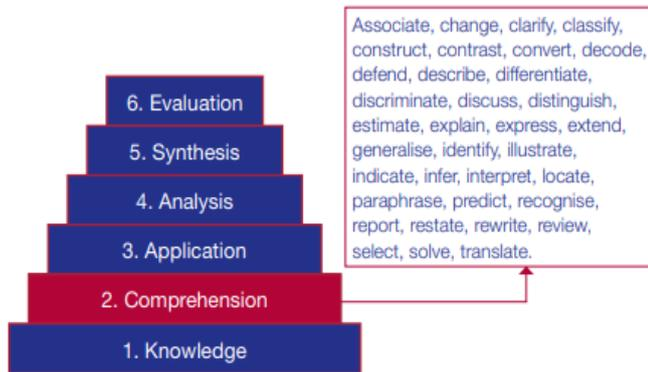 Associate, change, clarify, classify,
construct, contrast, convert, decode,
defend, describe, differentiate,
discriminate, discuss, distinguish,
estimate, explain, express, extend,
generalise, identify, illustrate,
indicate, infer, interpret, locate,
paraphrase, predict, recognise,
report, restate, rewrite, review,
select, solve, translate.
6. Evaluation
5. Synthesis
4. Analysis
3. Application
2. Comprehension
1. Knowledge